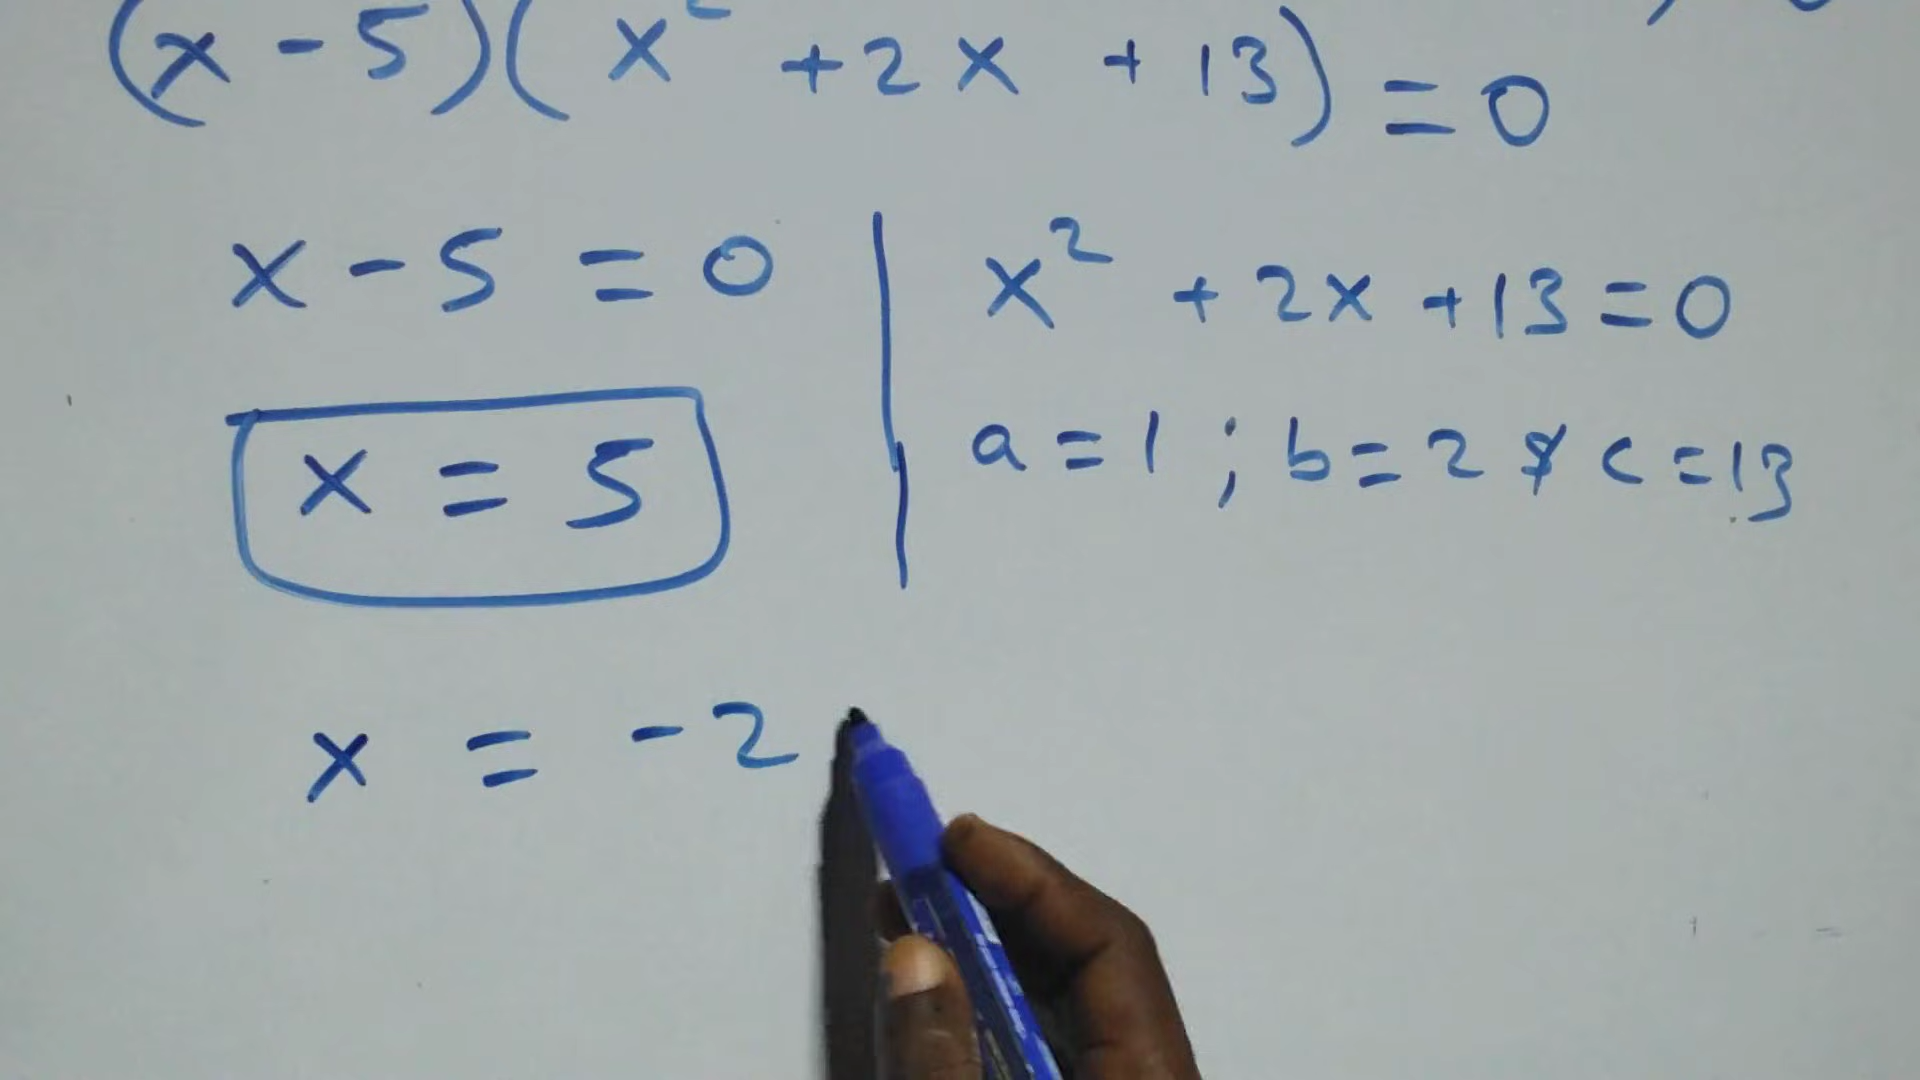 (x - 5)(x² + 2x + 13) = 0
x - 5 = 0
x = 5
x² + 2x + 13 = 0
a = 1 ; b = 2 & c = 13
x = -2